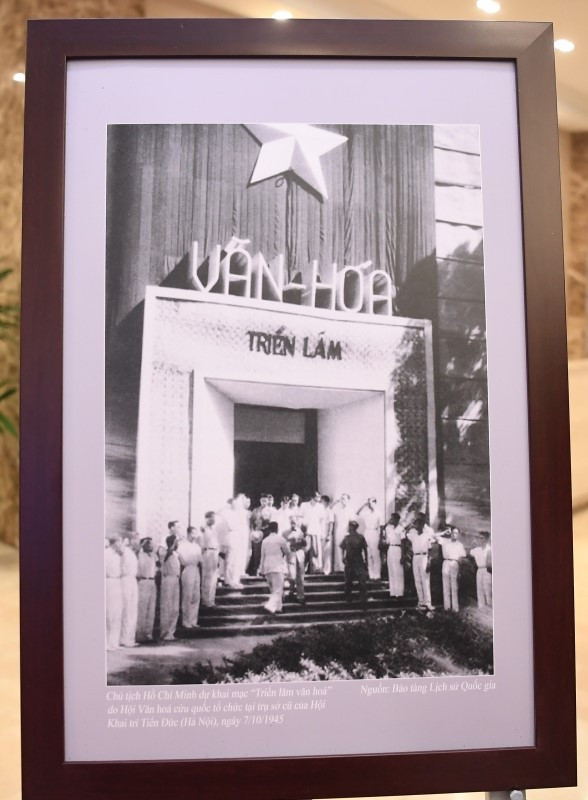 VĂN-HÓA
TRIỂN LÃM
Chủ tịch Hồ Chí Minh dự khai mạc "Triển lãm văn hoá"
do Hội Văn hoá cứu quốc tổ chức tại trụ sở cũ của Hội
Khai trí Tiến Đức (Hà Nội), ngày 7/10/1945
Nguồn: Bảo tàng Lịch sử Quốc gia